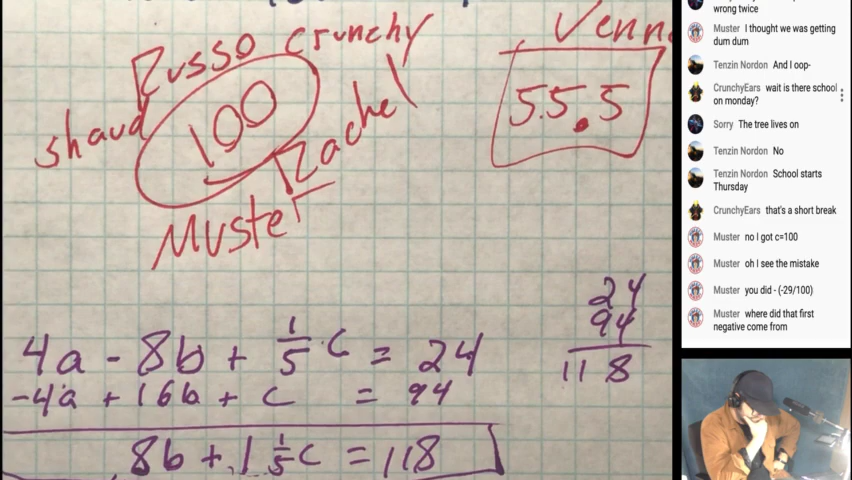 Russo
crunchy
Shaud
100
Rachel
Muster
Venn
55.5
4a - 8b + 1/5 c = 24
-4a + 16b + c = 94
8b + 1 1/5 c = 118
24
94
118
wrong twice
Muster I thought we was getting
dum dum
Tenzin Nordon And I oop-
CrunchyEars wait is there school
on monday?
Sorry The tree lives on
Tenzin Nordon No
Tenzin Nordon School starts
Thursday
CrunchyEars that's a short break
Muster no I got c=100
Muster oh I see the mistake
Muster you did - (-29/100)
Muster where did that first
negative come from